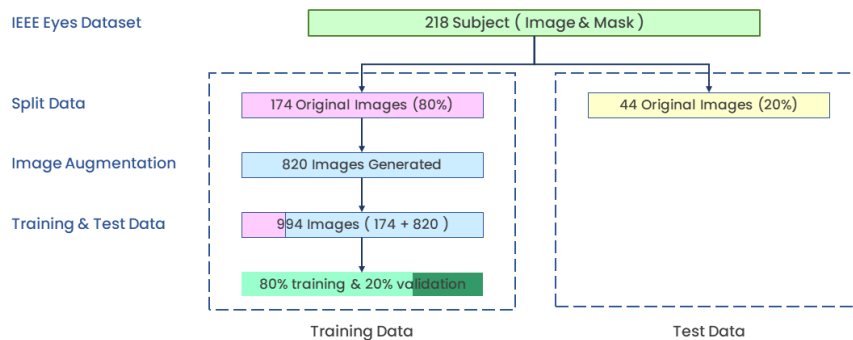 IEEE Eyes Dataset
218 Subject ( Image & Mask )
Split Data
174 Original Images (80%)
44 Original Images (20%)
Image Augmentation
820 Images Generated
Training & Test Data
994 Images ( 174 + 820 )
80% training & 20% validation
Training Data
Test Data